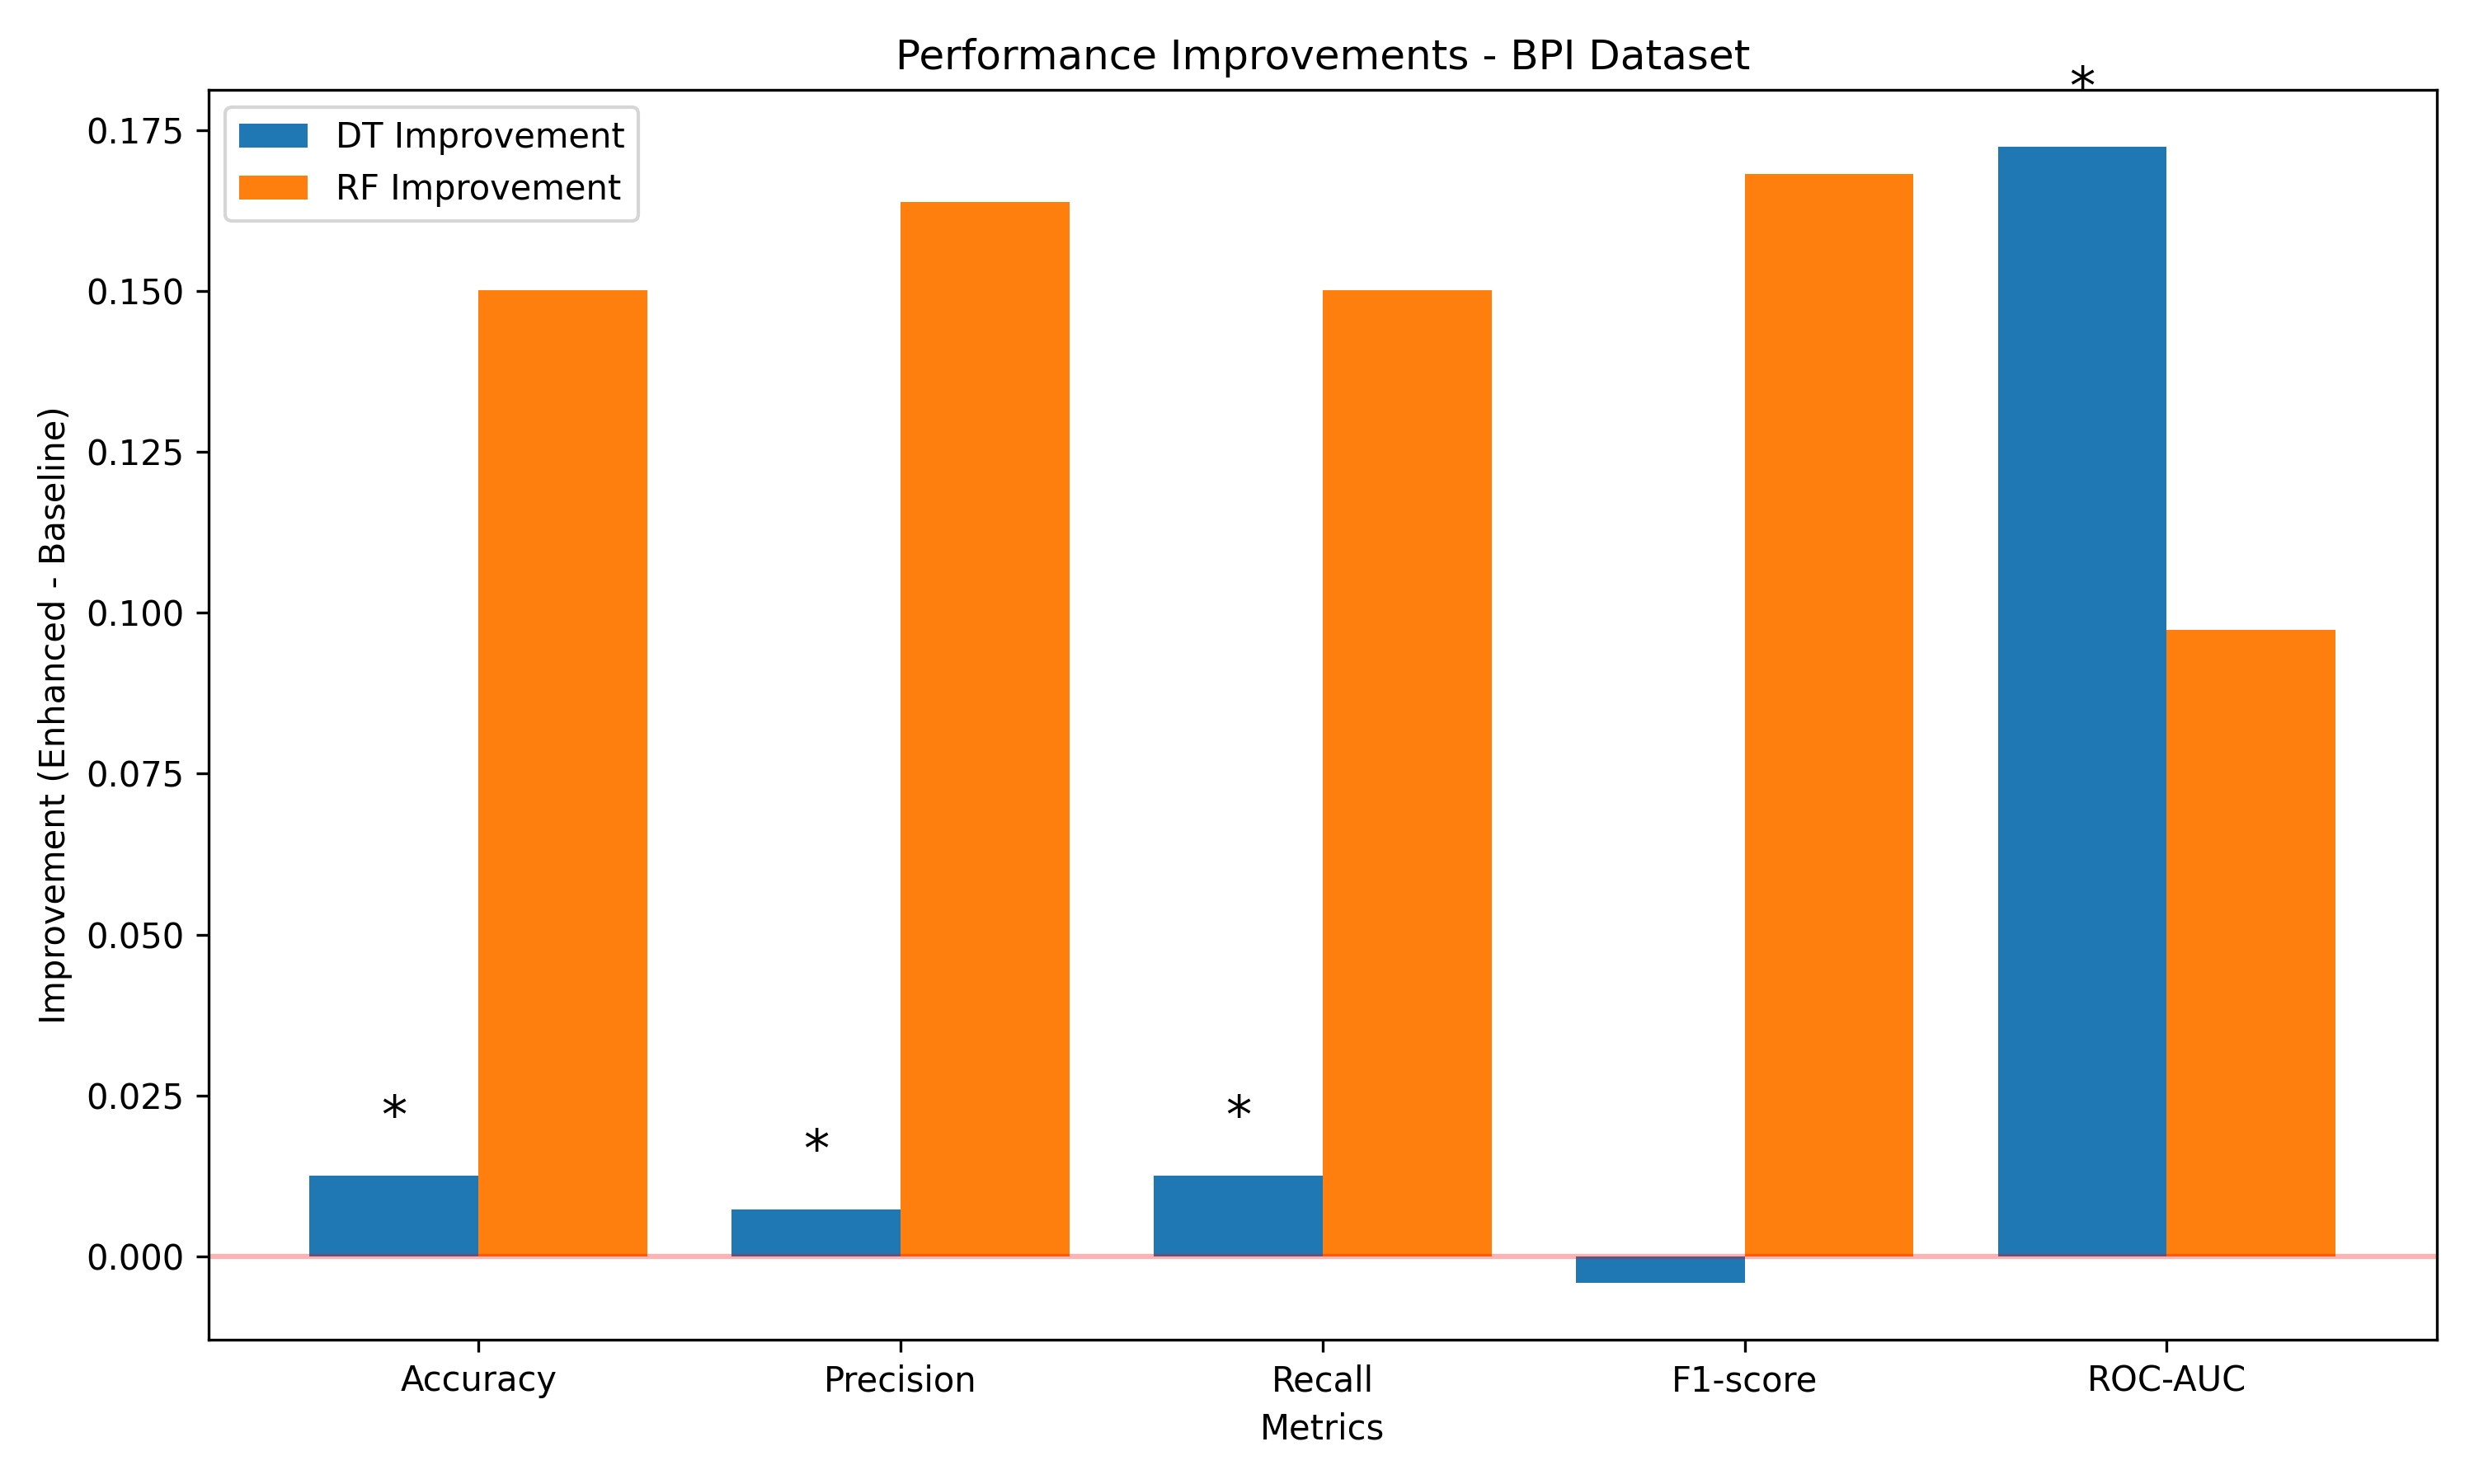 Performance Improvements - BPI Dataset
DT Improvement
RF Improvement
Improvement (Enhanced - Baseline)
0.175
0.150
0.125
0.100
0.075
0.050
0.025
0.000
*
*
*
*
Accuracy
Precision
Recall
F1-score
ROC-AUC
Metrics